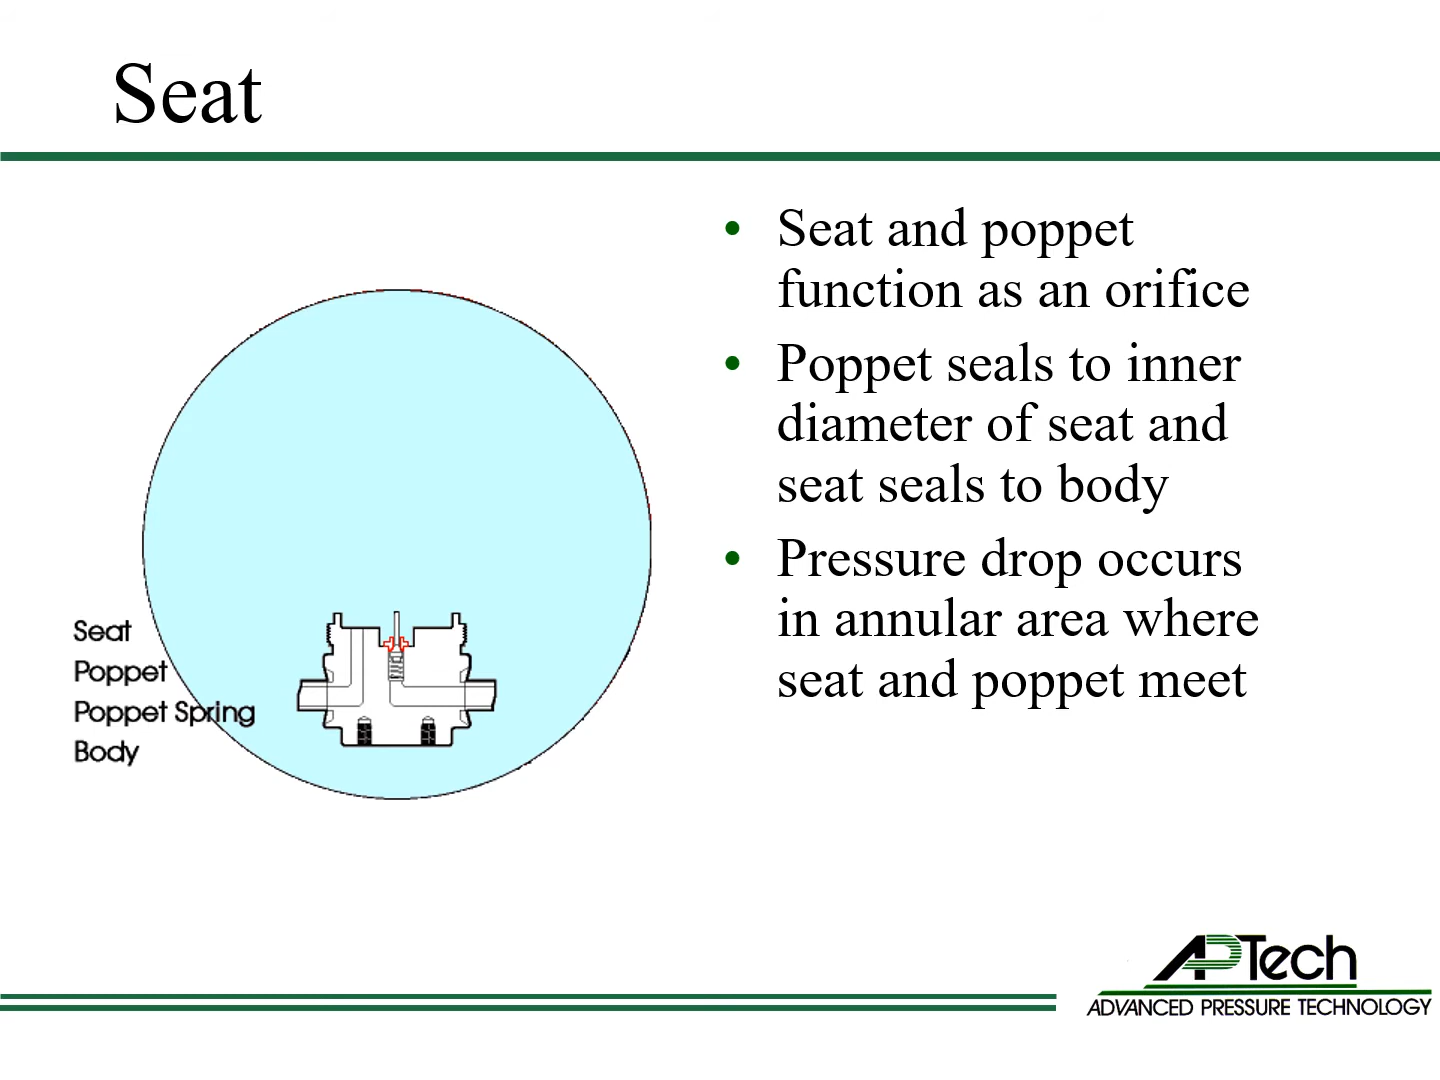 Seat
• Seat and poppet
function as an orifice
• Poppet seals to inner
diameter of seat and
seat seals to body
• Pressure drop occurs
in annular area where
seat and poppet meet
Seat
Poppet
Poppet Spring
Body
APTech
ADVANCED PRESSURE TECHNOLOGY